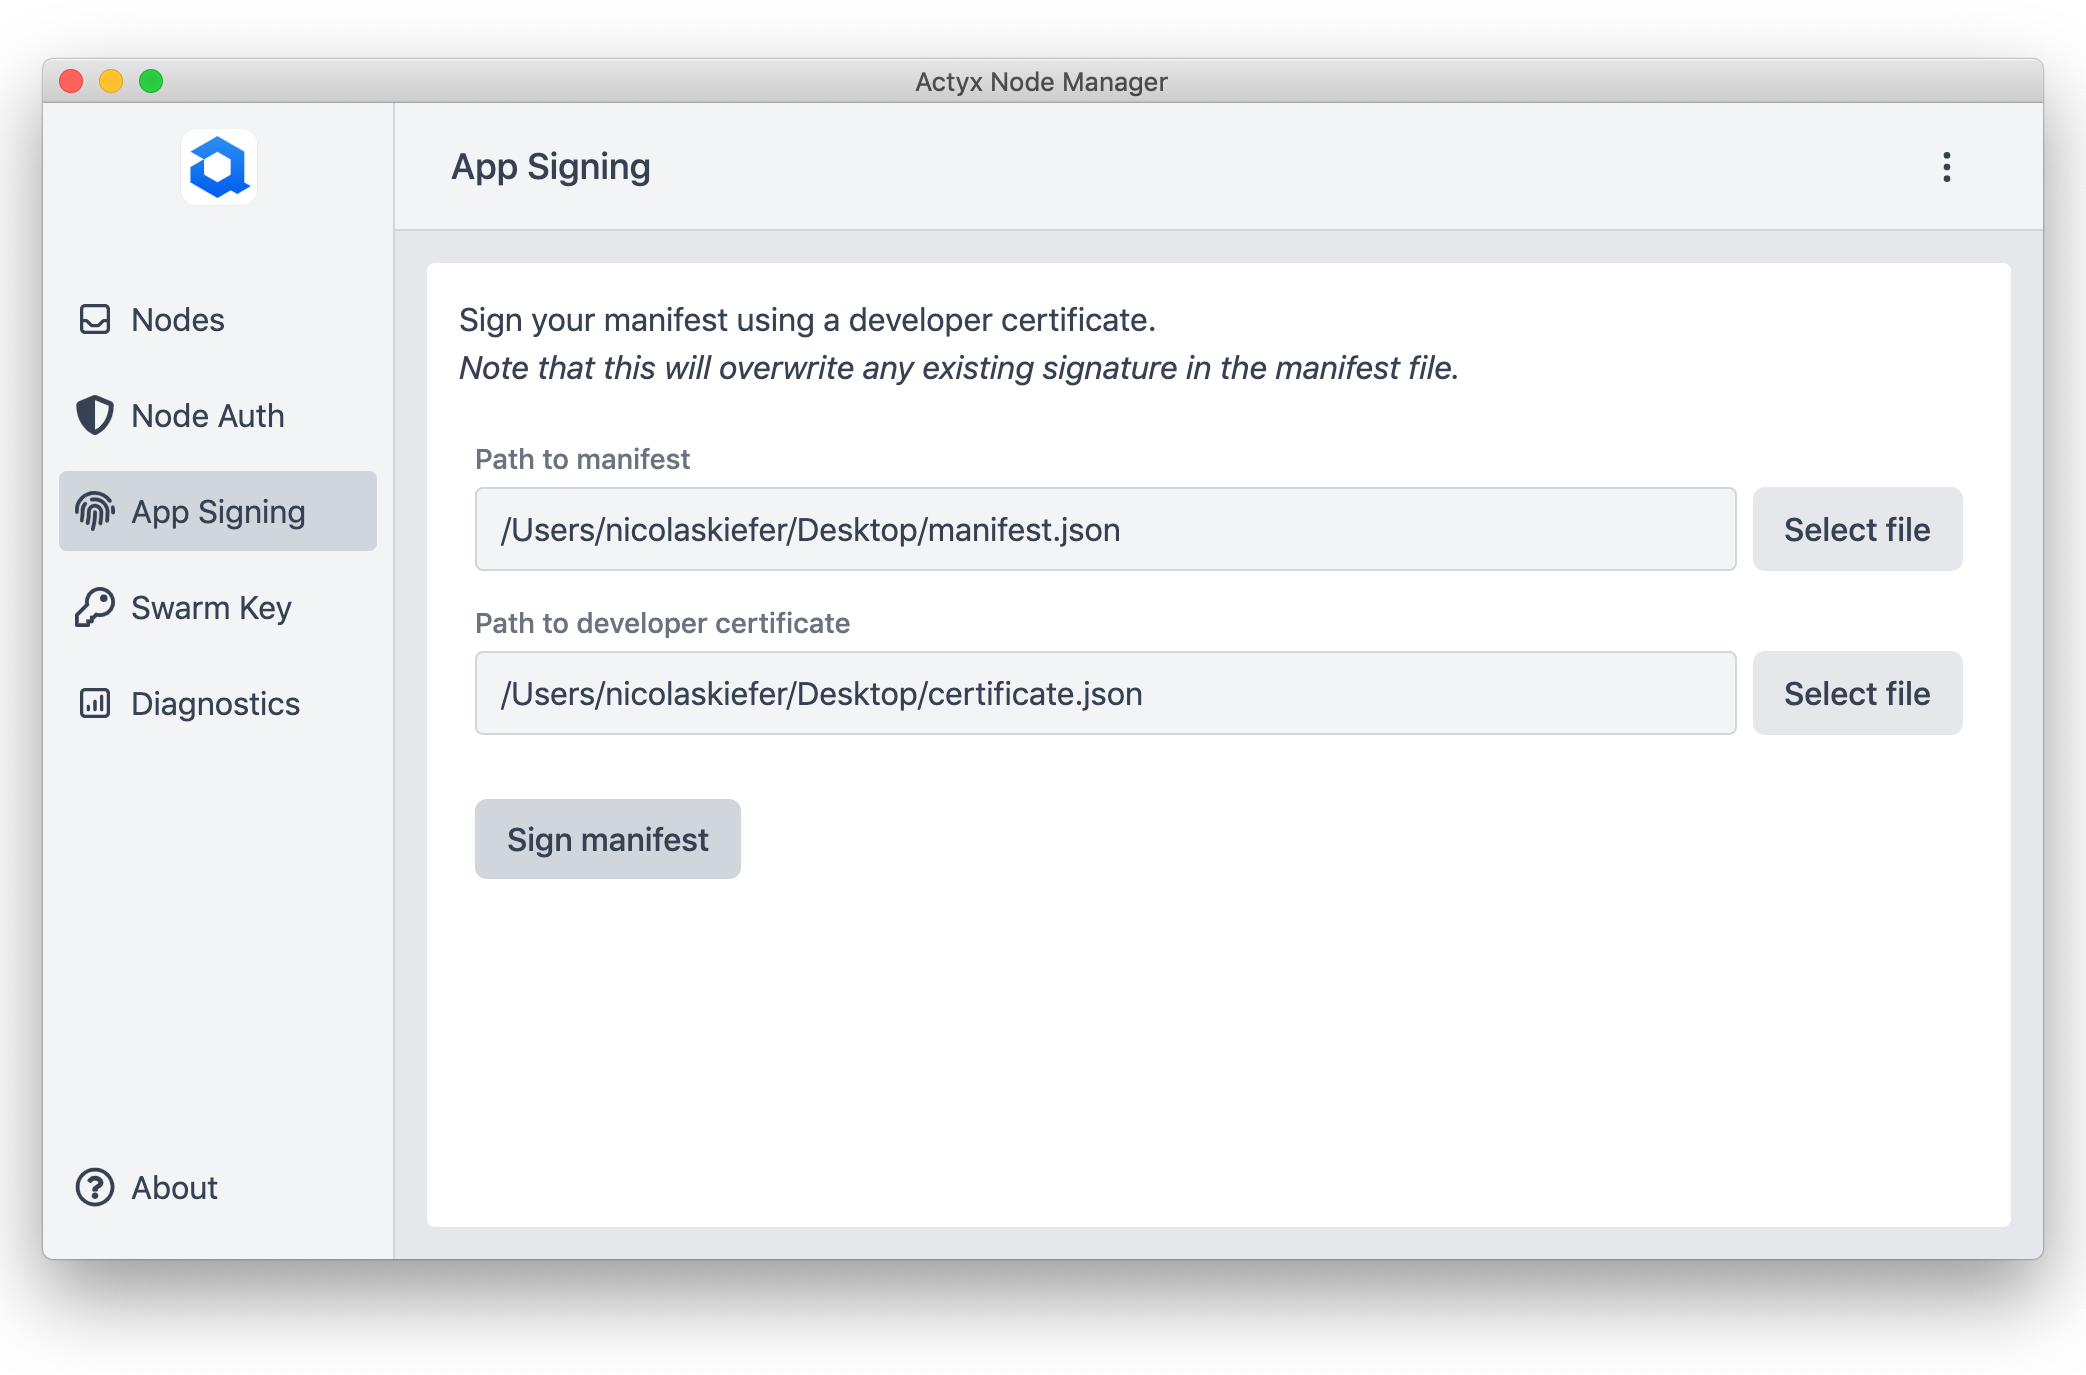 Actyx Node Manager
App Signing
Nodes
Node Auth
App Signing
Swarm Key
Diagnostics
About
Sign your manifest using a developer certificate.
Note that this will overwrite any existing signature in the manifest file.
Path to manifest
/Users/nicolaskiefer/Desktop/manifest.json
Select file
Path to developer certificate
/Users/nicolaskiefer/Desktop/certificate.json
Select file
Sign manifest